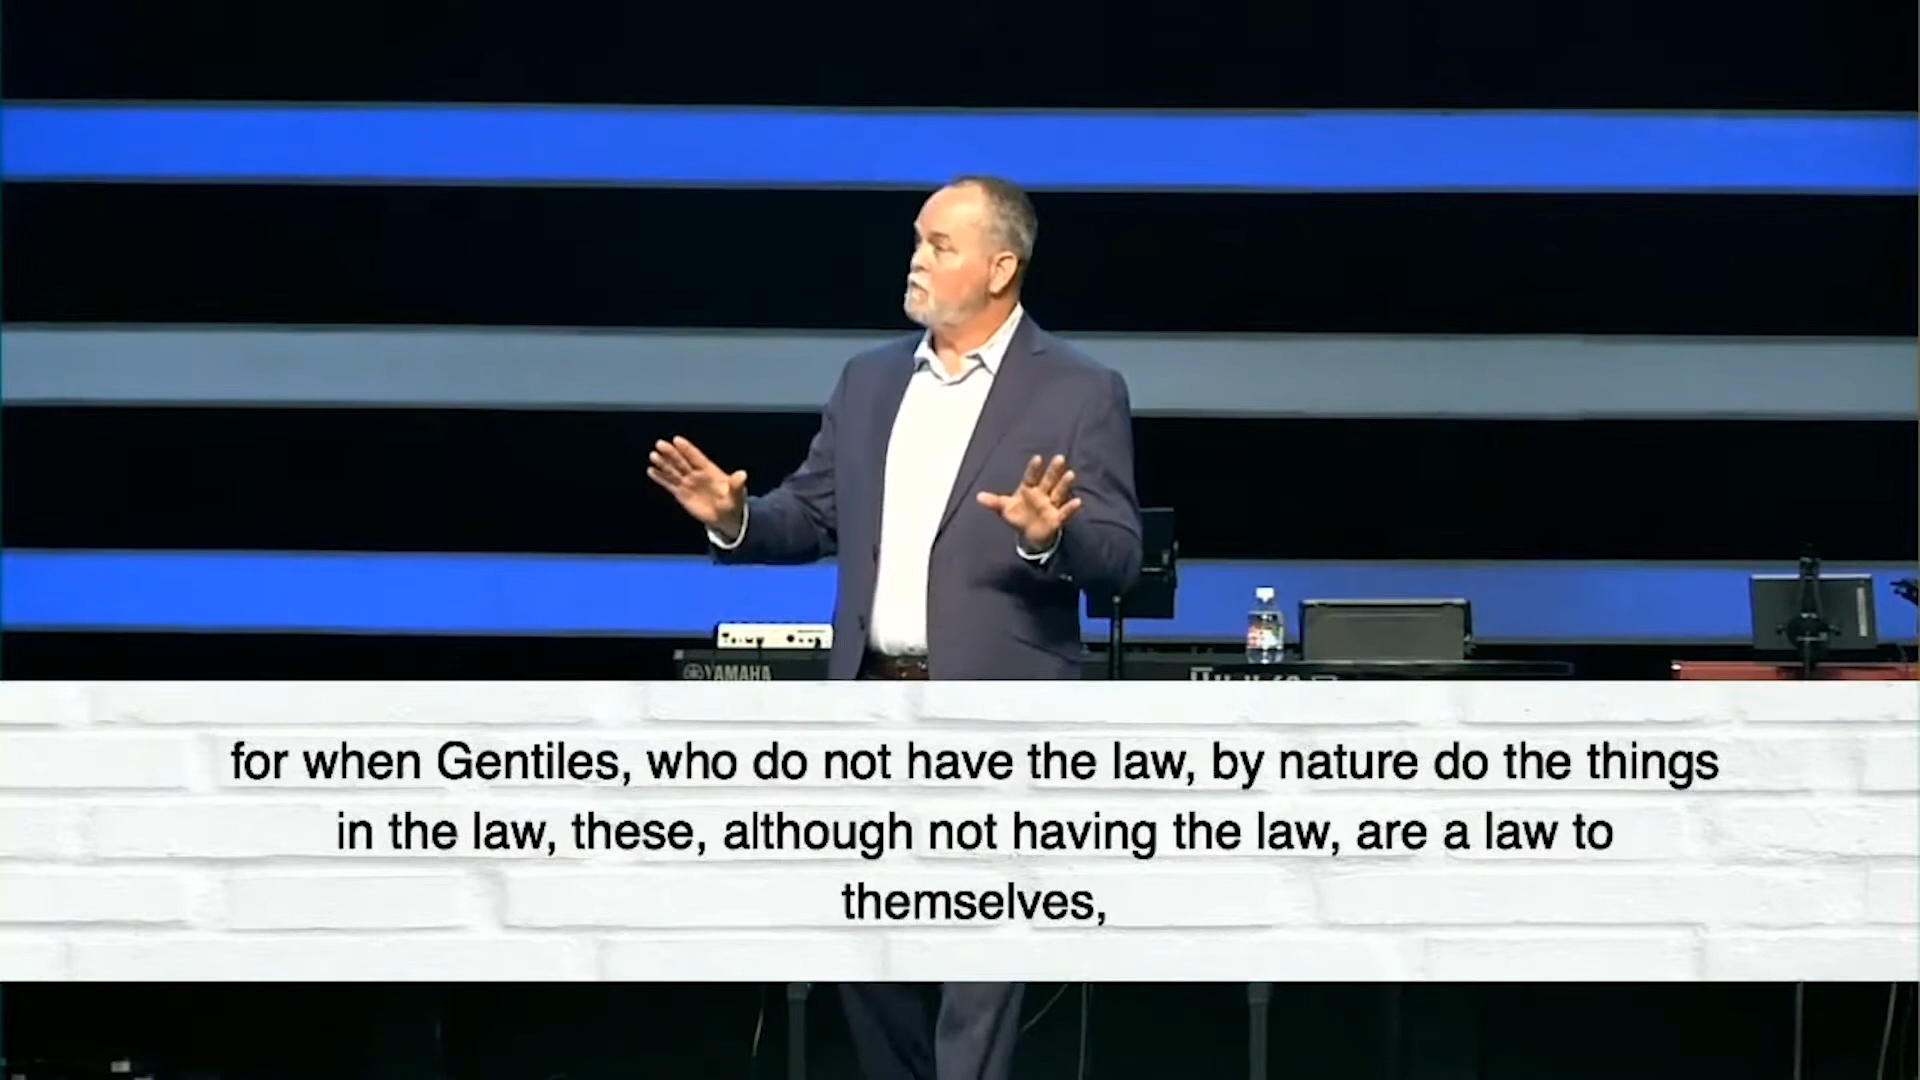 YAMAHA
for when Gentiles, who do not have the law, by nature do the things
in the law, these, although not having the law, are a law to
themselves,